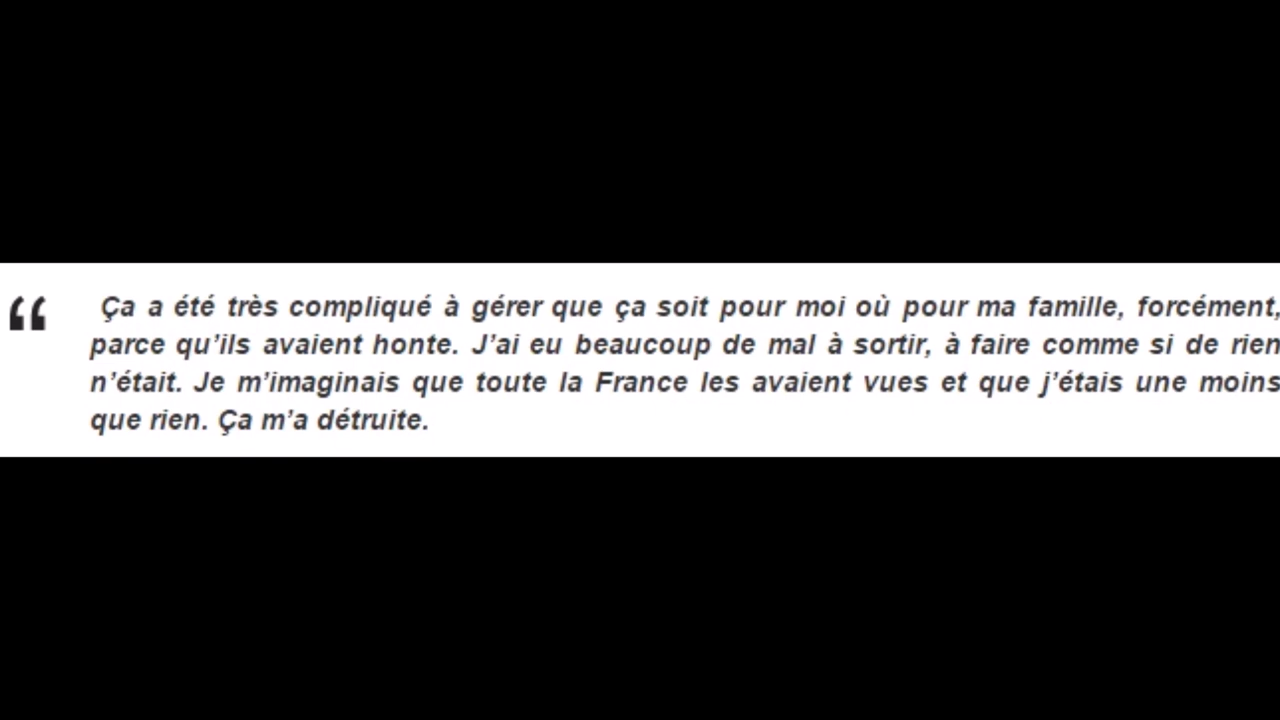 “ Ça a été très compliqué à gérer que ça soit pour moi où pour ma famille, forcément,
parce qu’ils avaient honte. J’ai eu beaucoup de mal à sortir, à faire comme si de rien
n’était. Je m’imaginais que toute la France les avaient vues et que j’étais une moins
que rien. Ça m’a détruite.